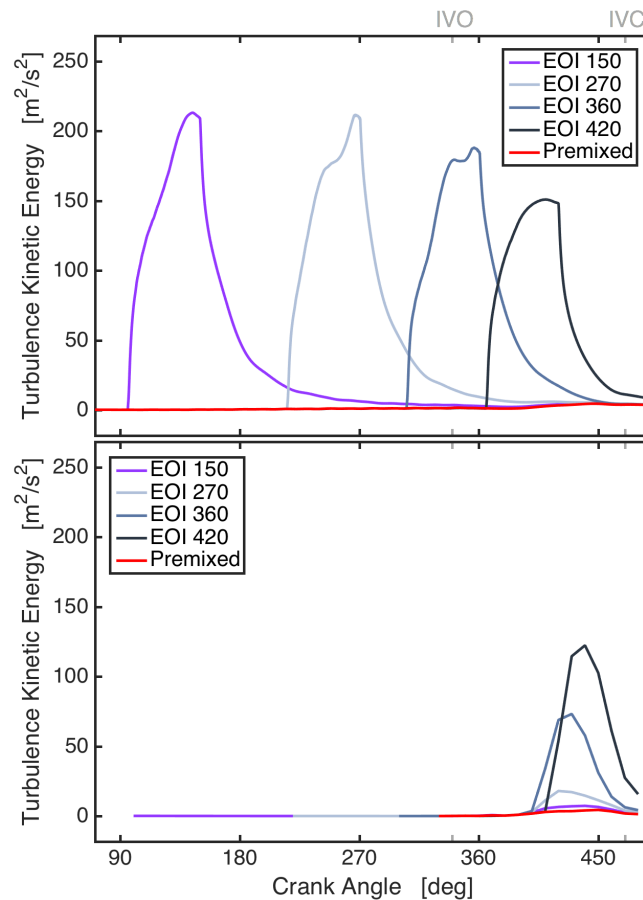 IVO IVO
Turbulence Kinetic Energy [m²/s²]
250
200
150
100
50
0
EOI 150
EOI 270
EOI 360
EOI 420
Premixed
Turbulence Kinetic Energy [m²/s²]
250
200
150
100
50
0
EOI 150
EOI 270
EOI 360
EOI 420
Premixed
90 180 270 360 450
Crank Angle [deg]